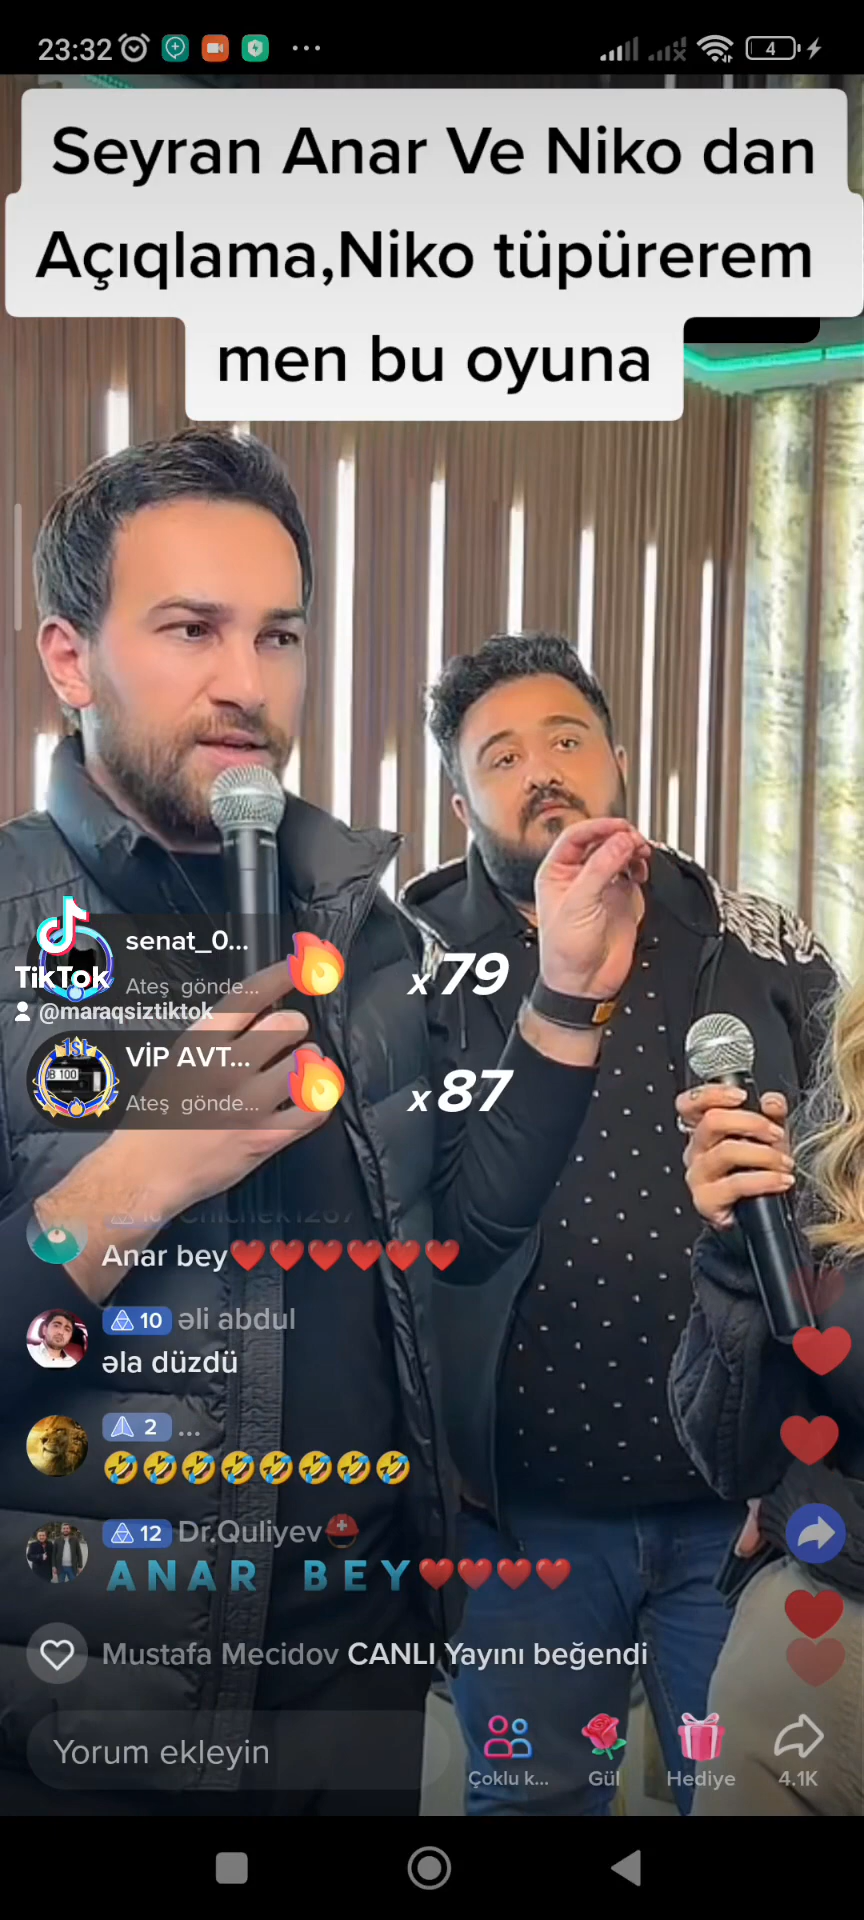 23:32
4
Seyran Anar Ve Niko dan
Açıqlama,Niko tüpürerem
men bu oyuna
senat_0...
Ateş gönde...
x79
TikTok
@maraqsiztiktok
1st
VİP AVT...
Ateş gönde...
x87
Anar bey❤️❤️❤️❤️❤️❤️
10 əli abdul
əla düzdü
2 ...
🤣🤣🤣🤣🤣🤣🤣🤣
12 Dr.Quliyev⛑️
ANAR BEY❤️❤️❤️❤️
Mustafa Mecidov CANLI Yayını beğendi
Yorum ekleyin
Çoklu k...
Gül
Hediye
4.1K